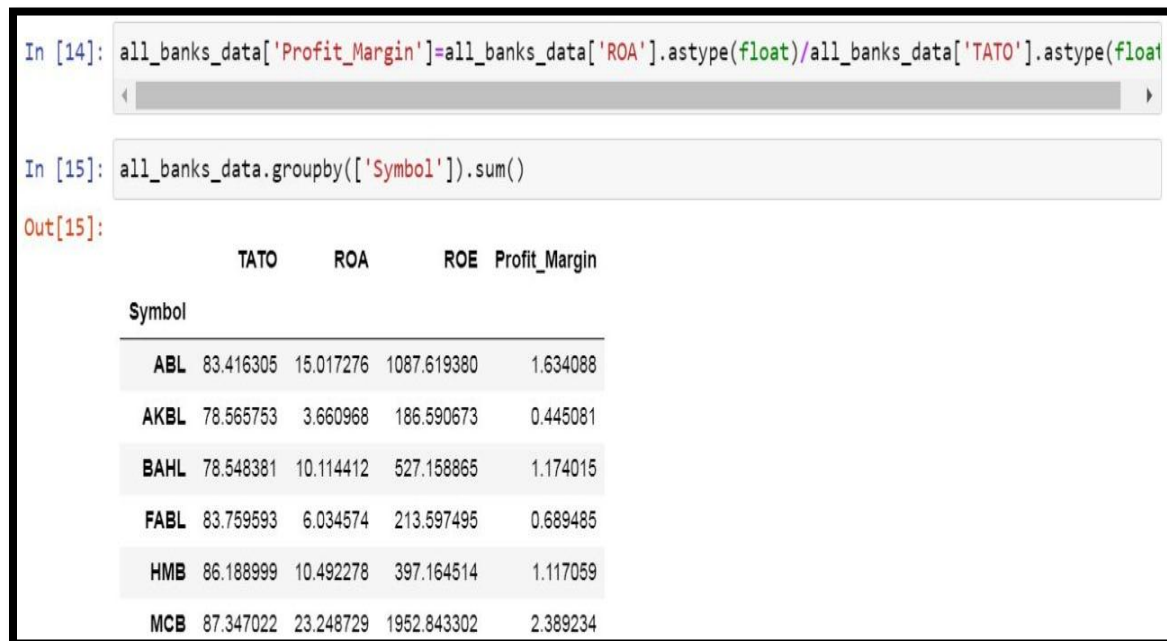 In [14]: all_banks_data['Profit_Margin']=all_banks_data['ROA'].astype(float)/all_banks_data['TATO'].astype(float
In [15]: all_banks_data.groupby(['Symbol']).sum()
Out[15]:
TATO ROA ROE Profit_Margin
Symbol
ABL 83.416305 15.017276 1087.619380 1.634088
AKBL 78.565753 3.660968 186.590673 0.445081
BAHL 78.548381 10.114412 527.158865 1.174015
FABL 83.759593 6.034574 213.597495 0.689485
HMB 86.188999 10.492278 397.164514 1.117059
MCB 87.347022 23.248729 1952.843302 2.389234